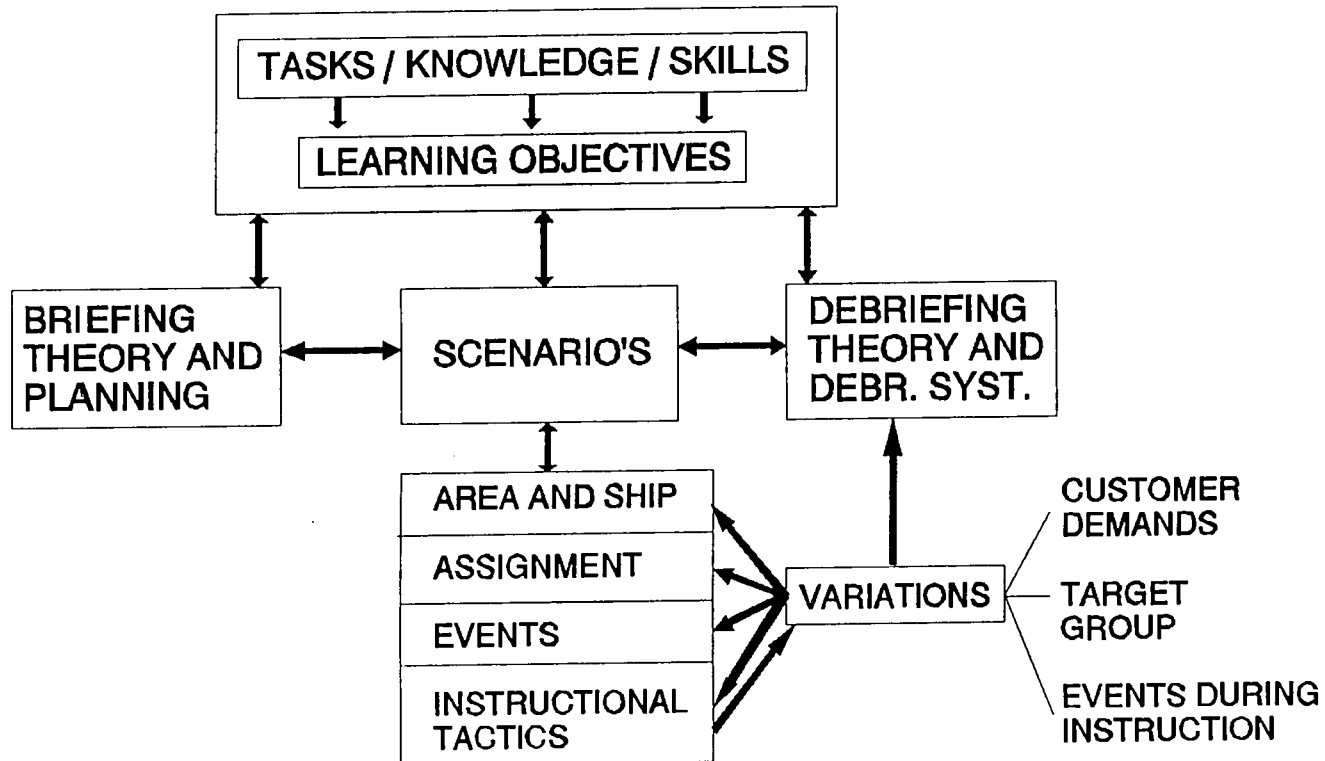 TASKS / KNOWLEDGE / SKILLS
LEARNING OBJECTIVES
BRIEFING
THEORY AND
PLANNING
SCENARIO'S
DEBRIEFING
THEORY AND
DEBR. SYST.
AREA AND SHIP
ASSIGNMENT
EVENTS
INSTRUCTIONAL
TACTICS
VARIATIONS
CUSTOMER
DEMANDS
TARGET
GROUP
EVENTS DURING
INSTRUCTION